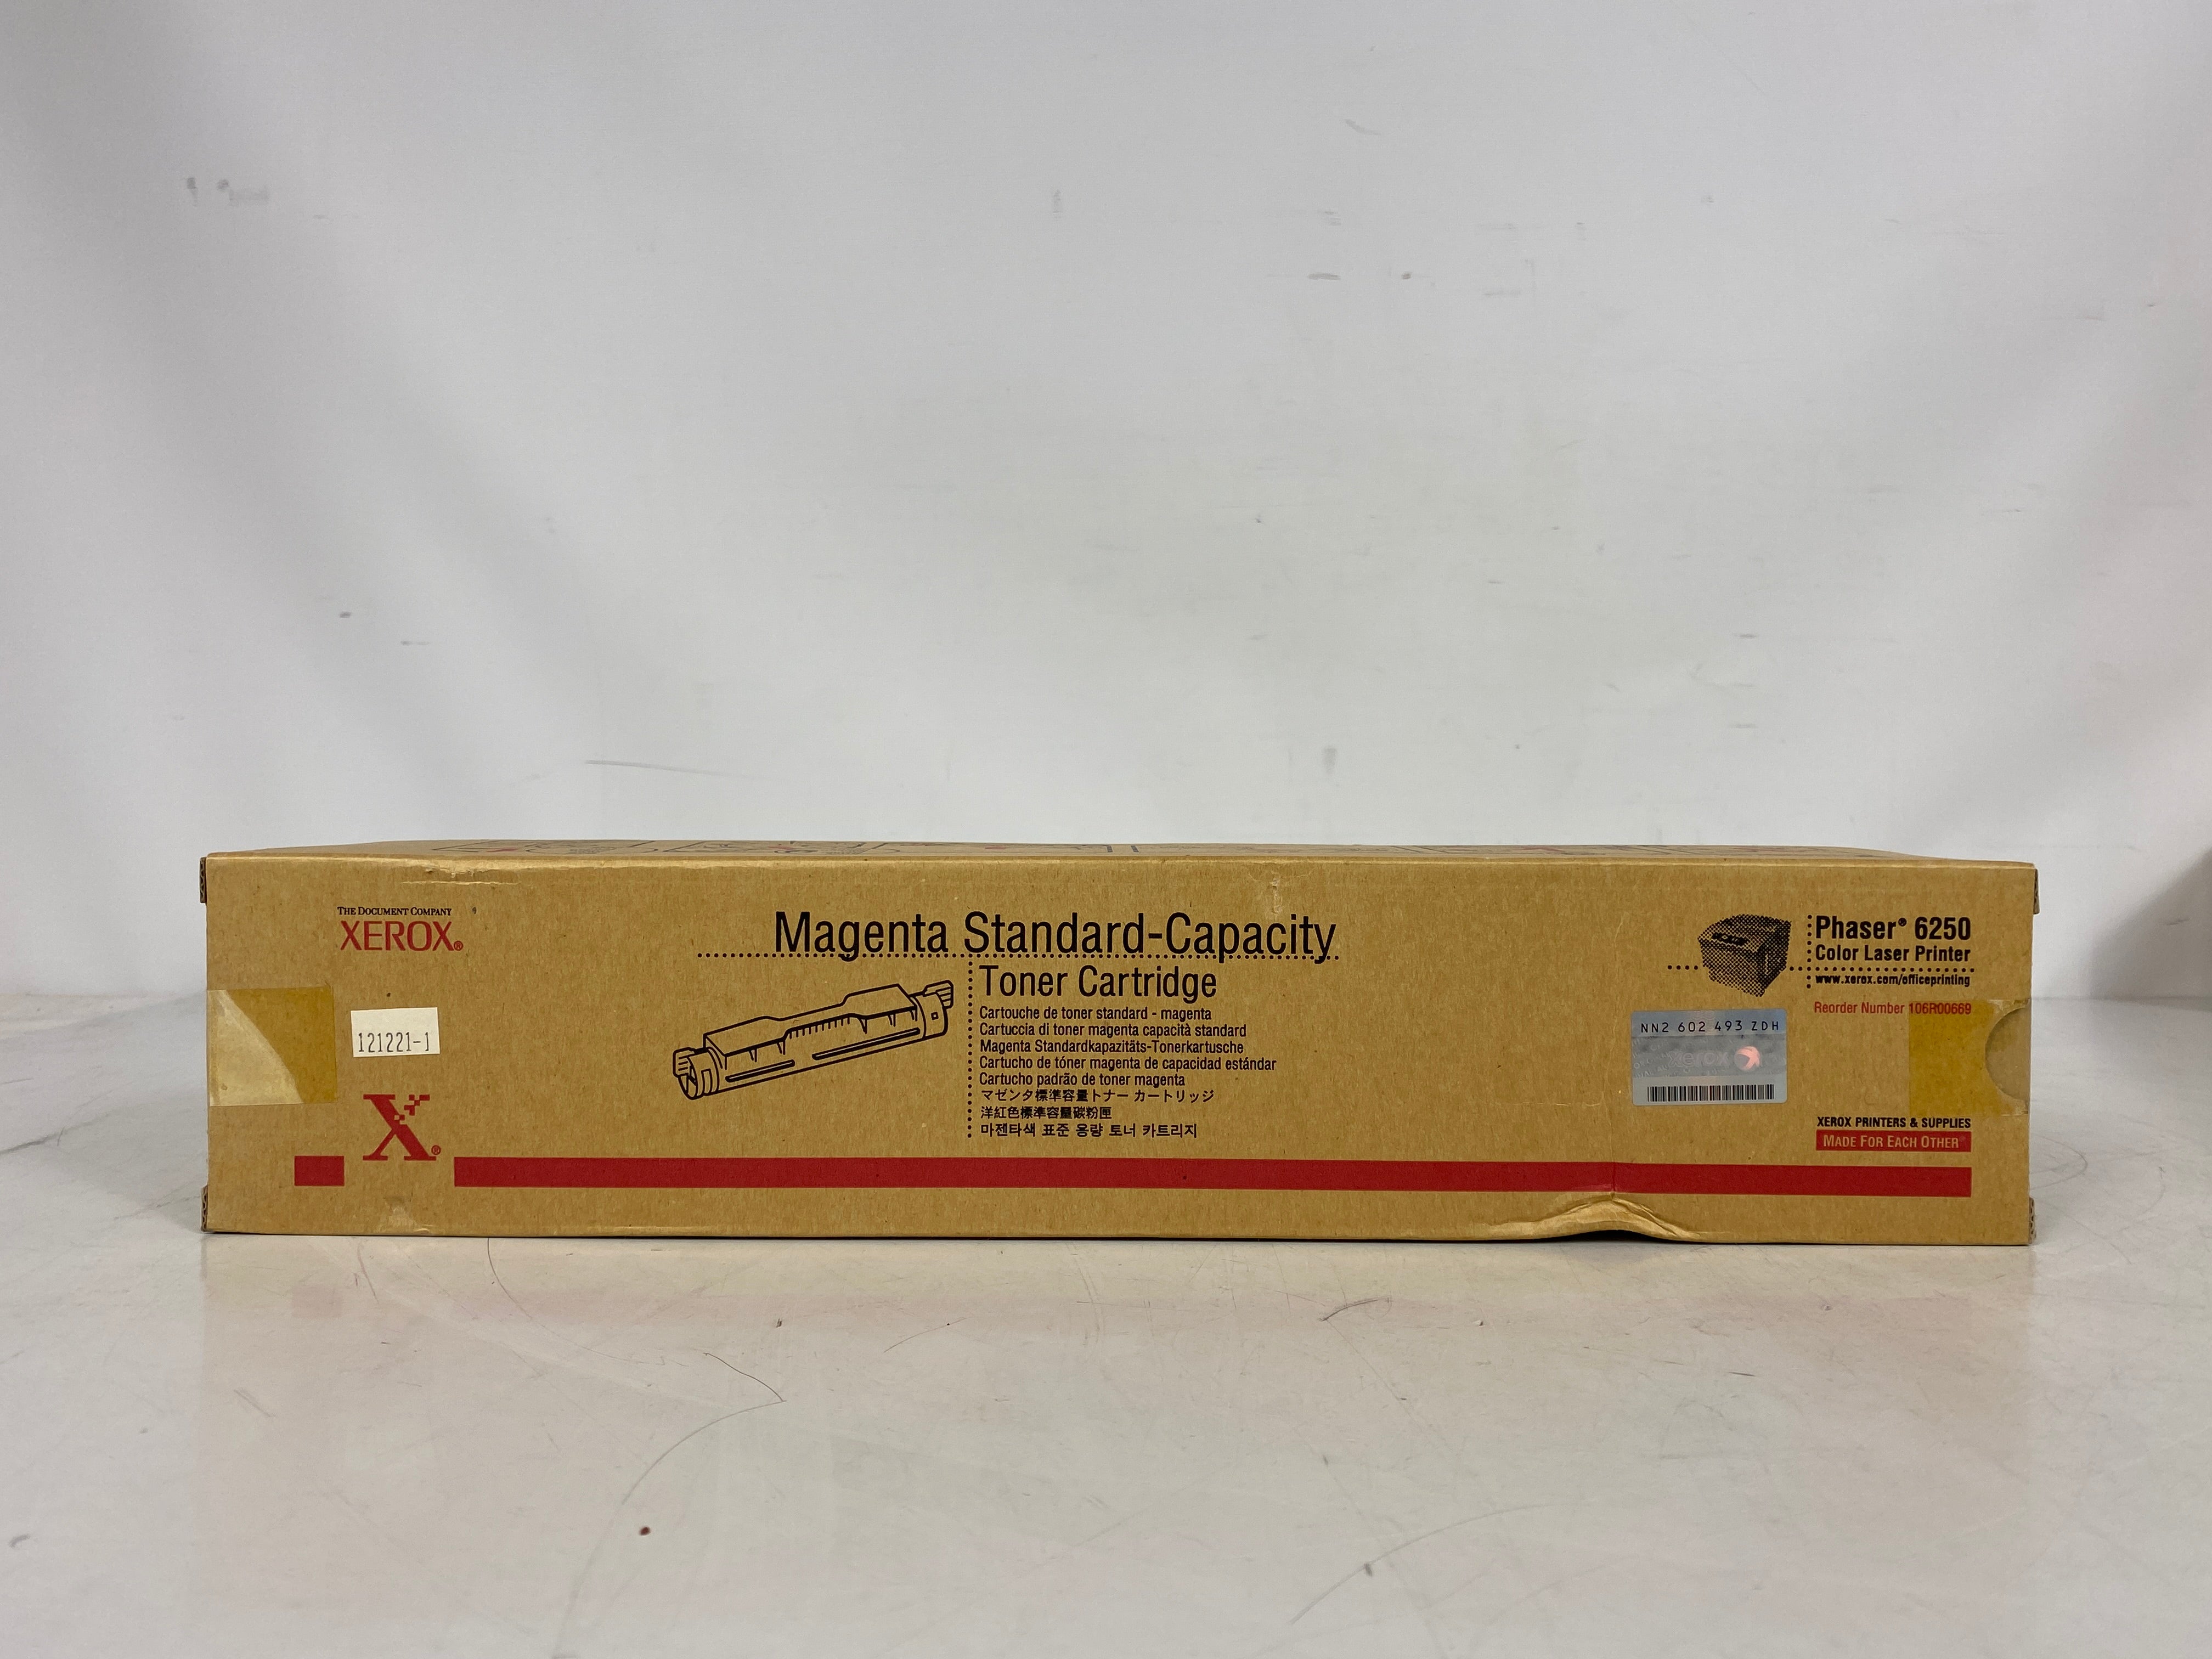 THE DOCUMENT COMPANY
XEROX®
121221-1
X®
Magenta Standard-Capacity
Toner Cartridge
Cartouche de toner standard - magenta
Cartuccia di toner magenta capacità standard
Magenta Standardkapazitäts-Tonerkartusche
Cartucho de tóner magenta de capacidad estándar
Cartucho padrão de toner magenta
マゼンタ標準容量トナー カートリッジ
洋紅色標準容量碳粉匣
마젠타색 표준 용량 토너 카트리지
Phaser® 6250
Color Laser Printer
www.xerox.com/officeprinting
Reorder Number 106R00669
NN2 602 493 ZDH
xerox
XEROX PRINTERS & SUPPLIES
MADE FOR EACH OTHER®